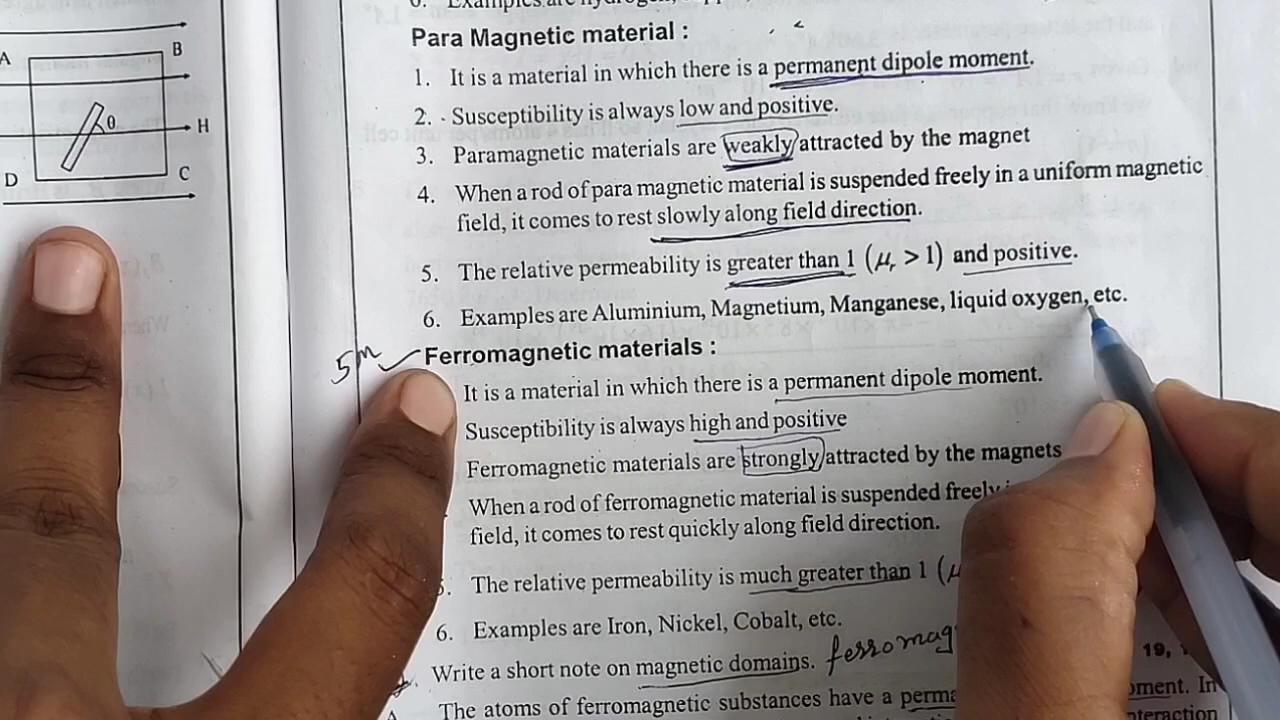 A
B
θ
H
D
C
Para Magnetic material :
1. It is a material in which there is a permanent dipole moment.
2. Susceptibility is always low and positive.
3. Paramagnetic materials are weakly attracted by the magnet
4. When a rod of para magnetic material is suspended freely in a uniform magnetic
field, it comes to rest slowly along field direction.
5. The relative permeability is greater than 1 (μr > 1) and positive.
6. Examples are Aluminium, Magnetium, Manganese, liquid oxygen, etc.
5m
Ferromagnetic materials :
It is a material in which there is a permanent dipole moment.
Susceptibility is always high and positive
Ferromagnetic materials are strongly attracted by the magnets
When a rod of ferromagnetic material is suspended freely
field, it comes to rest quickly along field direction.
The relative permeability is much greater than 1 (μ
6. Examples are Iron, Nickel, Cobalt, etc.
Write a short note on magnetic domains. ferromag
19,
The atoms of ferromagnetic substances have a perma oment. In
nteraction